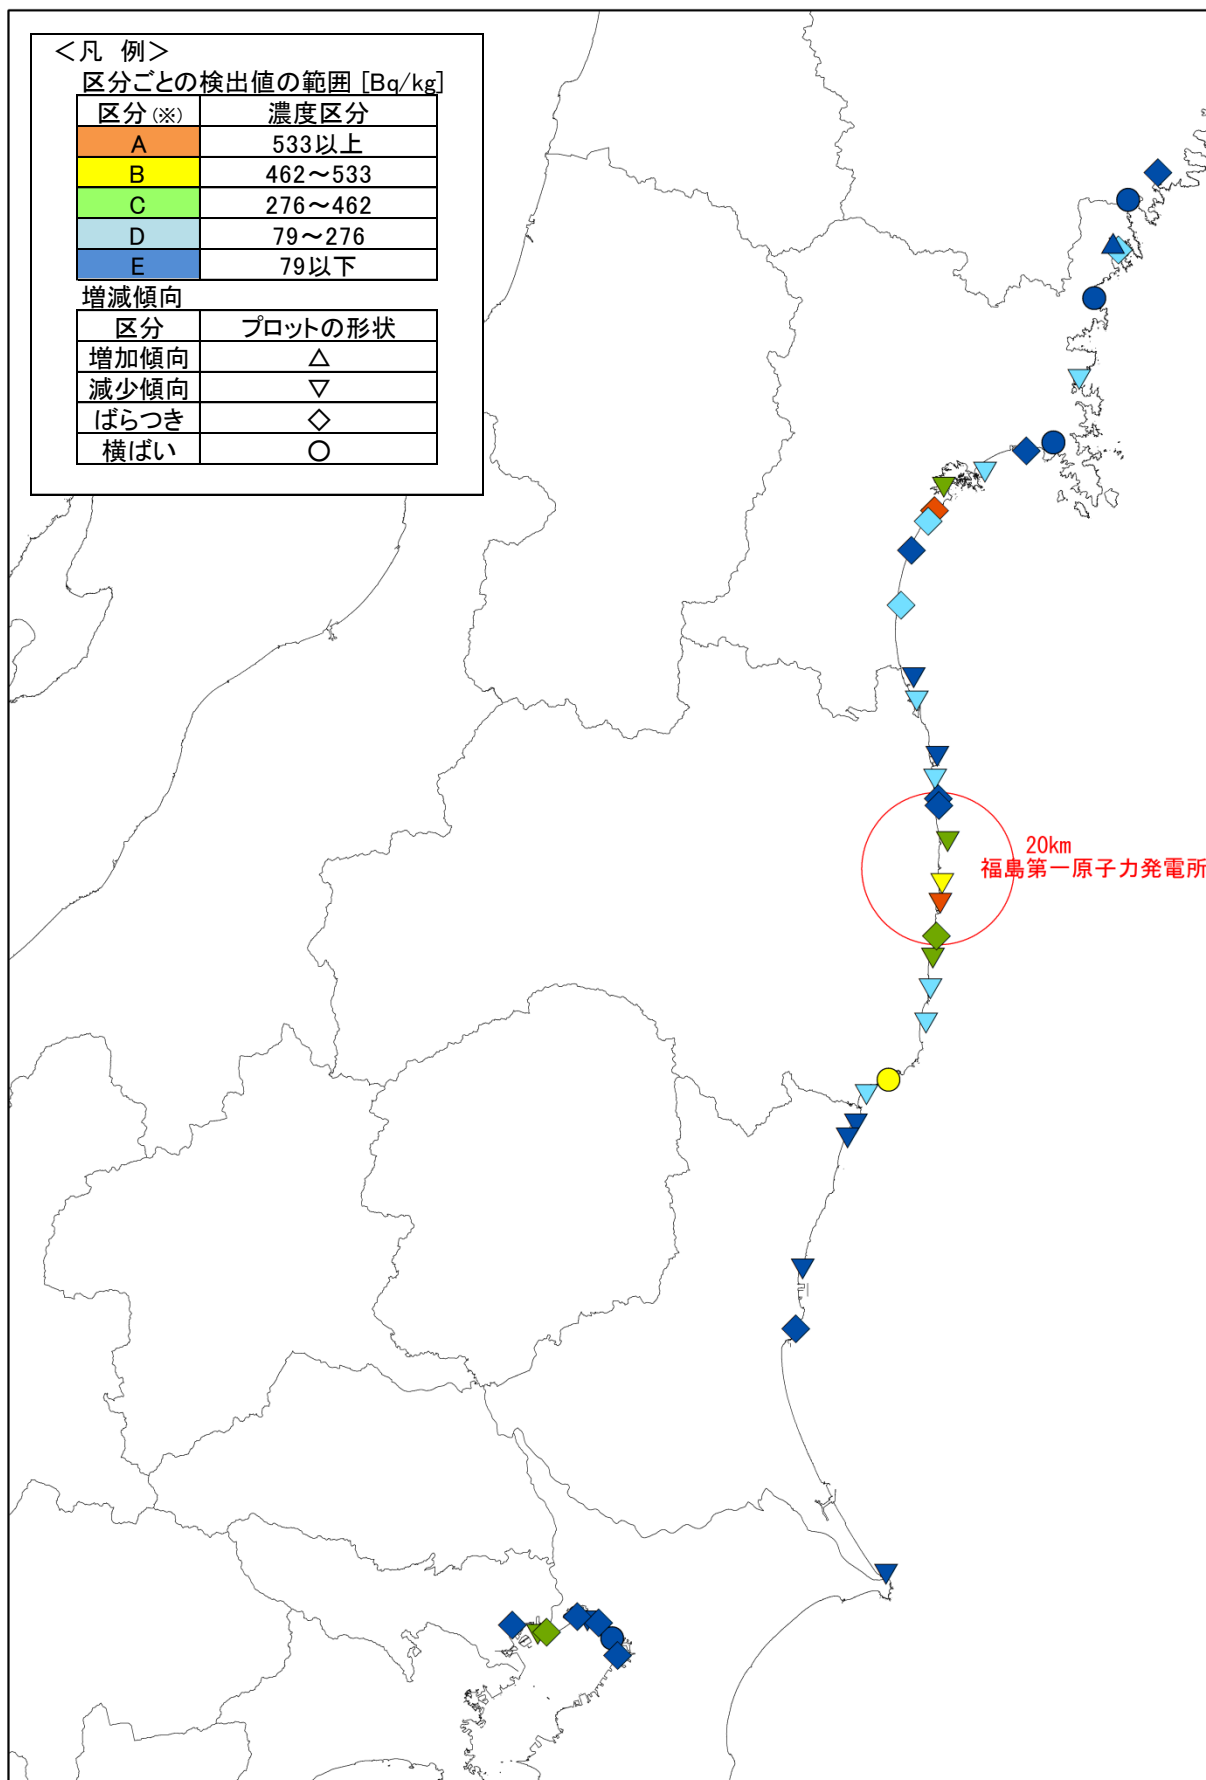 ＜凡 例＞
区分ごとの検出値の範囲 [Bq/kg]
区分(※) 濃度区分
A 533以上
B 462～533
C 276～462
D 79～276
E 79以下
増減傾向
区分 プロットの形状
増加傾向 △
減少傾向 ▽
ばらつき ◇
横ばい ○
20km
福島第一原子力発電所